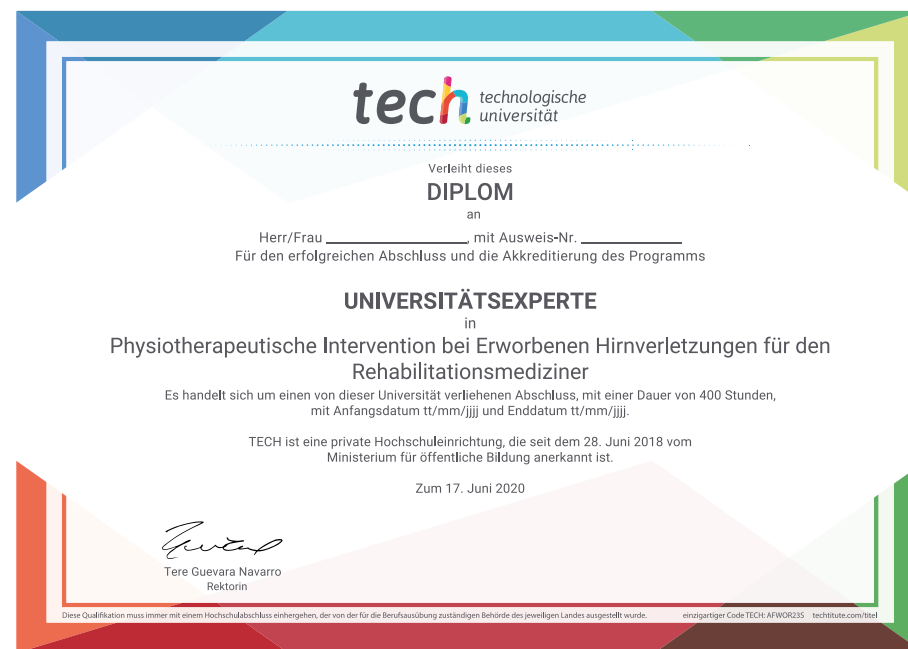 tech technologische
universität
Verleiht dieses
DIPLOM
an
Herr/Frau ____________________, mit Ausweis-Nr. ______________
Für den erfolgreichen Abschluss und die Akkreditierung des Programms
UNIVERSITÄTSEXPERTE
in
Physiotherapeutische Intervention bei Erworbenen Hirnverletzungen für den
Rehabilitationsmediziner
Es handelt sich um einen von dieser Universität verliehenen Abschluss, mit einer Dauer von 400 Stunden,
mit Anfangsdatum tt/mm/jjjj und Enddatum tt/mm/jjjj.
TECH ist eine private Hochschuleinrichtung, die seit dem 28. Juni 2018 vom
Ministerium für öffentliche Bildung anerkannt ist.
Zum 17. Juni 2020
Tere Guevara Navarro
Rektorin
Diese Qualifikation muss immer mit einem Hochschulabschluss einhergehen, der von der für die Berufsausübung zuständigen Behörde des jeweiligen Landes ausgestellt wurde. einzigartiger Code TECH: AFWOR23S techtitute.com/titel